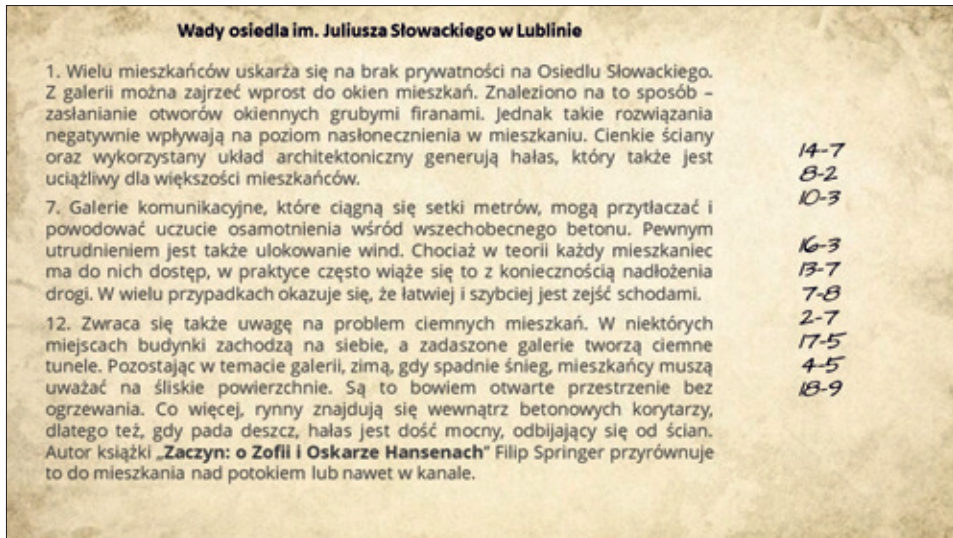 Wady osiedla im. Juliusza Słowackiego w Lublinie
1. Wielu mieszkańców uskarża się na brak prywatności na Osiedlu Słowackiego.
Z galerii można zajrzeć wprost do okien mieszkań. Znaleziono na to sposób –
zasłanianie otworów okiennych grubymi firanami. Jednak takie rozwiązania
negatywnie wpływają na poziom nasłonecznienia w mieszkaniu. Cienkie ściany
oraz wykorzystany układ architektoniczny generują hałas, który także jest
uciążliwy dla większości mieszkańców.
7. Galerie komunikacyjne, które ciągną się setki metrów, mogą przytłaczać i
powodować uczucie osamotnienia wśród wszechobecnego betonu. Pewnym
utrudnieniem jest także ulokowanie wind. Chociaż w teorii każdy mieszkaniec
ma do nich dostęp, w praktyce często wiąże się to z koniecznością nadłożenia
drogi. W wielu przypadkach okazuje się, że łatwiej i szybciej jest zejść schodami.
12. Zwraca się także uwagę na problem ciemnych mieszkań. W niektórych
miejscach budynki zachodzą na siebie, a zadaszone galerie tworzą ciemne
tunele. Pozostając w temacie galerii, zimą, gdy spadnie śnieg, mieszkańcy muszą
uważać na śliskie powierzchnie. Są to bowiem otwarte przestrzenie bez
ogrzewania. Co więcej, rynny znajdują się wewnątrz betonowych korytarzy,
dlatego też, gdy pada deszcz, hałas jest dość mocny, odbijający się od ścian.
Autor książki „Zaczyn: o Zofii i Oskarze Hansenach” Filip Springer przyrównuje
to do mieszkania nad potokiem lub nawet w kanale.
14-7
8-2
10-3
16-3
13-7
7-8
2-7
17-5
4-5
18-9